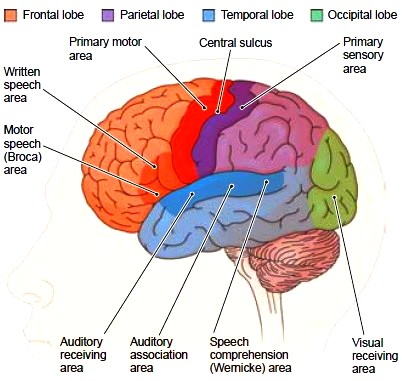 Frontal lobe
Parietal lobe
Temporal lobe
Occipital lobe
Primary motor
area
Central sulcus
Primary
sensory
area
Written
speech
area
Motor
speech
(Broca)
area
Auditory
receiving
area
Auditory
association
area
Speech
comprehension
(Wernicke) area
Visual
receiving
area